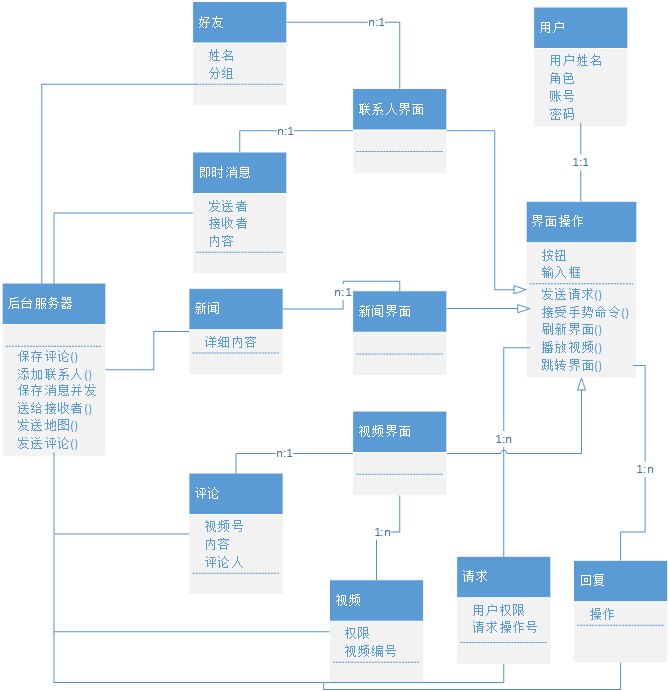 好友
姓名
分组
n:1
用户
用户姓名
角色
账号
密码
联系人界面
n:1
即时消息
发送者
接收者
内容
1:1
界面操作
按钮
输入框
发送请求()
接受手势命令()
刷新界面()
播放视频()
跳转界面()
后台服务器
保存评论()
添加联系人()
保存消息并发
送给接收者()
发送地图()
发送评论()
新闻
详细内容
n:1
新闻界面
视频界面
1:n
n:1
1:n
评论
视频号
内容
评论人
1:n
视频
权限
视频编号
请求
用户权限
请求操作号
回复
操作